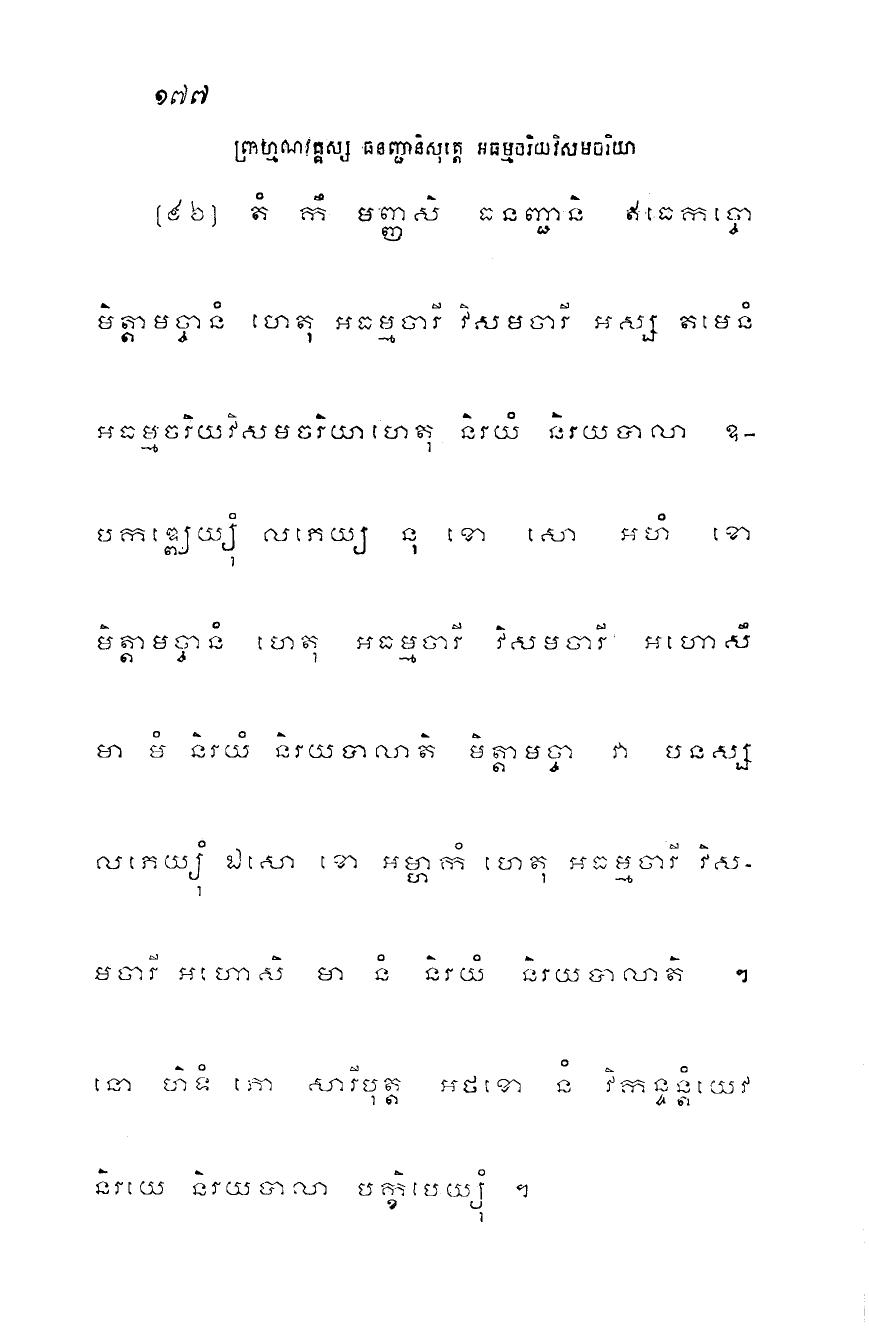 ១៧៧
ព្រាហ្មណវគ្គស្ស ធនញ្ជានិសុត្តេ អធម្មចរិយវិសមចរិយា
[៩៦] តំ កឹ មញ្ញសិ ធនញ្ជានិ ឥធេកច្ចោ
មិត្តាមច្ចានំ ហេតុ អធម្មចារី វិសមចារី អស្ស តមេនំ
អធម្មចរិយវិសមចរិយាហេតុ និរយំ និរយបាលា ឧ-
បកឌ្ឍេយ្យុំ លភេយ្យ នុ ខោ សោ អហំ ខោ
មិត្តាមច្ចានំ ហេតុ អធម្មចារី វិសមចារី អហោសឹ
មា មំ និរយំ និរយបាលាតិ មិត្តាមច្ចា វា បនស្ស
លភេយ្យុំ ឯសោ ខោ អម្ហាកំ ហេតុ អធម្មចារី វិស-
មចារី អហោសិ មា នំ និរយំ និរយបាលាតិ ។
នោ ហិទំ ភោ សារីបុត្ត អថខោ នំ វិកន្ទន្តំយេវ
និរយេ និរយបាលា បក្ខិបេយ្យុំ ។